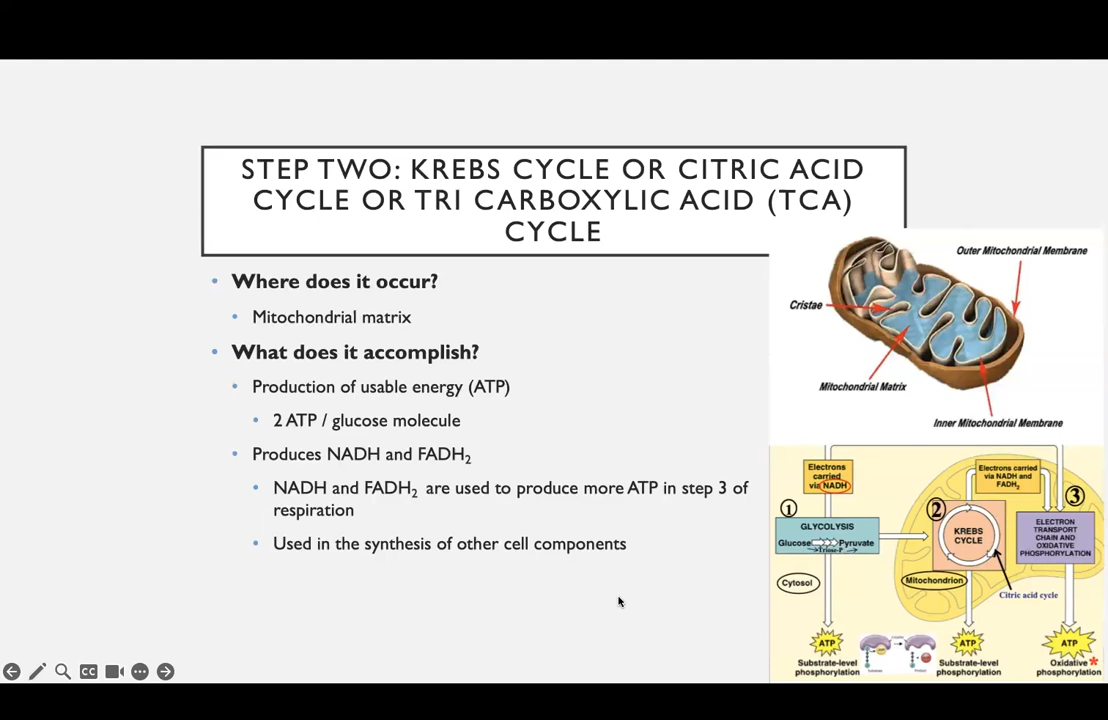 STEP TWO: KREBS CYCLE OR CITRIC ACID
CYCLE OR TRI CARBOXYLIC ACID (TCA)
CYCLE
• Where does it occur?
• Mitochondrial matrix
• What does it accomplish?
• Production of usable energy (ATP)
• 2 ATP / glucose molecule
• Produces NADH and FADH₂
• NADH and FADH₂ are used to produce more ATP in step 3 of
respiration
• Used in the synthesis of other cell components
Outer Mitochondrial Membrane
Cristae
Mitochondrial Matrix
Inner Mitochondrial Membrane
Electrons
carried
via NADH
Electrons carried
via NADH and
FADH₂
1
GLYCOLYSIS
Glucose
Pyruvate
Triose-P
Cytosol
2
KREBS
CYCLE
Mitochondrion
Citric acid cycle
3
ELECTRON
TRANSPORT
CHAIN AND
OXIDATIVE
PHOSPHORYLATION
ATP
Substrate-level
phosphorylation
ATP
Substrate-level
phosphorylation
ATP
Oxidative *
phosphorylation
CC